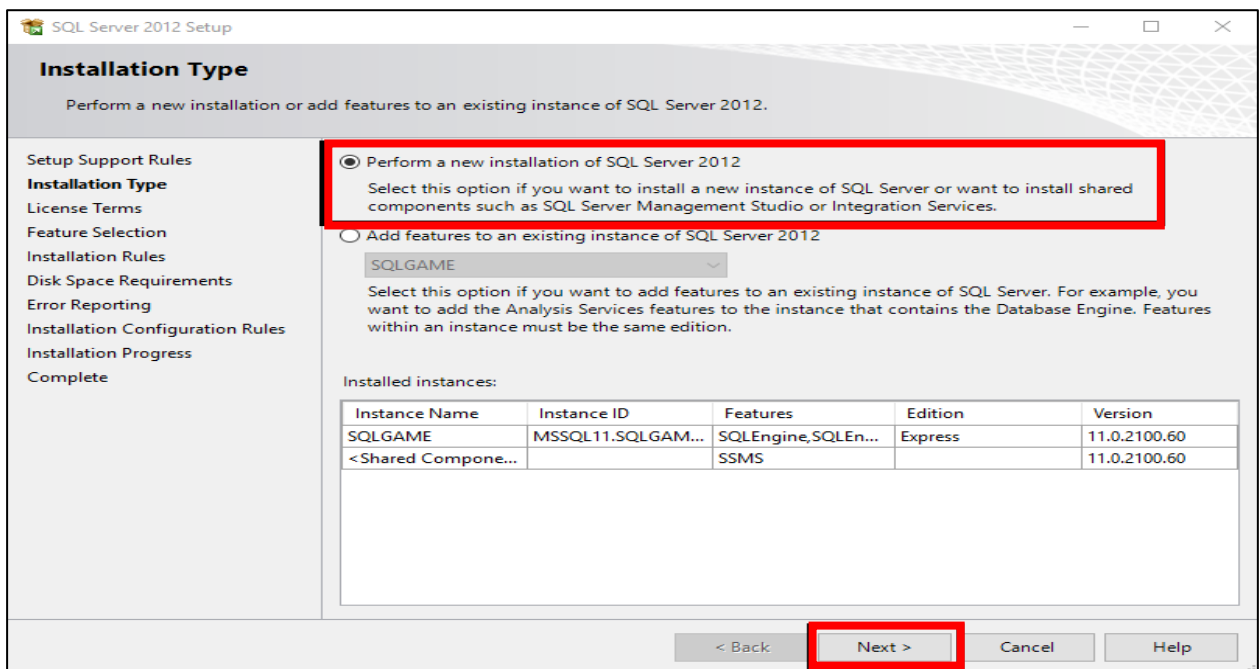 SQL Server 2012 Setup
Installation Type
Perform a new installation or add features to an existing instance of SQL Server 2012.
Setup Support Rules
Installation Type
License Terms
Feature Selection
Installation Rules
Disk Space Requirements
Error Reporting
Installation Configuration Rules
Installation Progress
Complete
Perform a new installation of SQL Server 2012
Select this option if you want to install a new instance of SQL Server or want to install shared
components such as SQL Server Management Studio or Integration Services.
Add features to an existing instance of SQL Server 2012
SQLGAME
Select this option if you want to add features to an existing instance of SQL Server. For example, you
want to add the Analysis Services features to the instance that contains the Database Engine. Features
within an instance must be the same edition.
Installed instances:
Instance Name Instance ID Features Edition Version
SQLGAME MSSQL11.SQLGAM... SQLEngine,SQLEn... Express 11.0.2100.60
<Shared Compone... SSMS 11.0.2100.60
< Back Next > Cancel Help